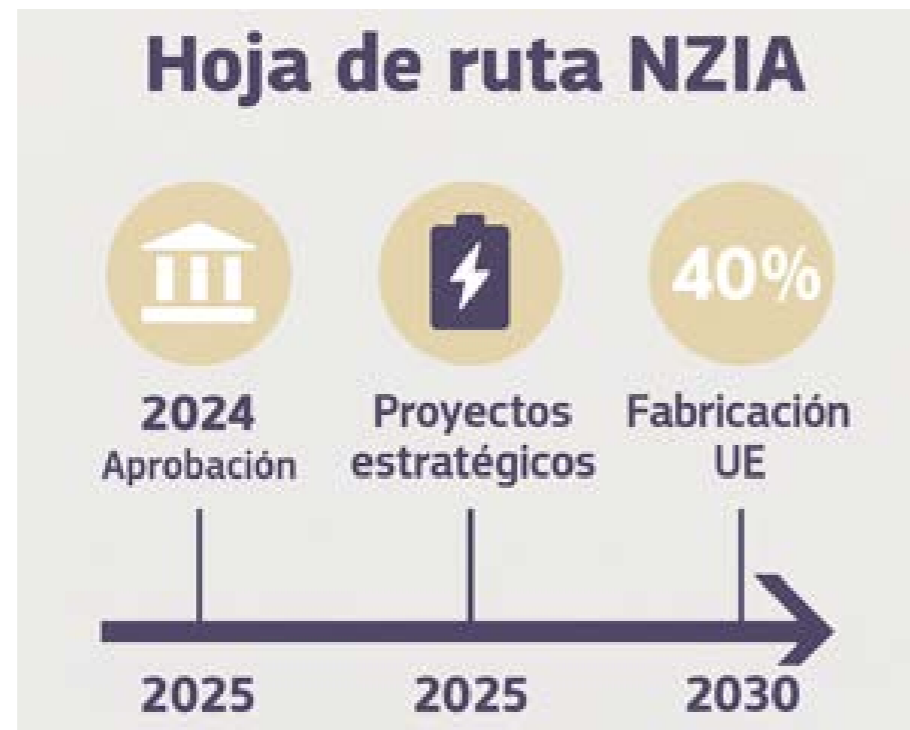 Hoja de ruta NZIA
40%
2024
Aprobación
Proyectos
estratégicos
Fabricación
UE
2025
2025
2030